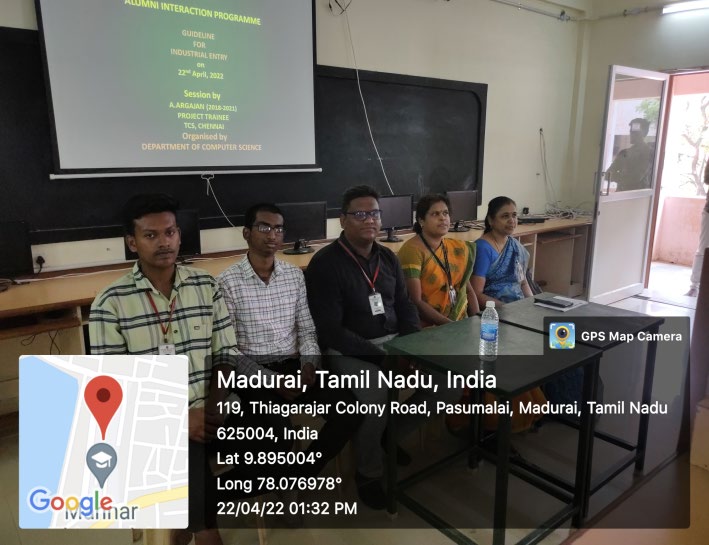 ALUMNI INTERACTION PROGRAMME
GUIDELINE
FOR
INDUSTRIAL ENTRY
on
22nd April, 2022
Session by
A.ARGAJAN (2018-2021)
PROJECT TRAINEE
TCS, CHENNAI
Organised by
DEPARTMENT OF COMPUTER SCIENCE
GPS Map Camera
Madurai, Tamil Nadu, India
119, Thiagarajar Colony Road, Pasumalai, Madurai, Tamil Nadu
625004, India
Lat 9.895004°
Long 78.076978°
22/04/22 01:32 PM
Google